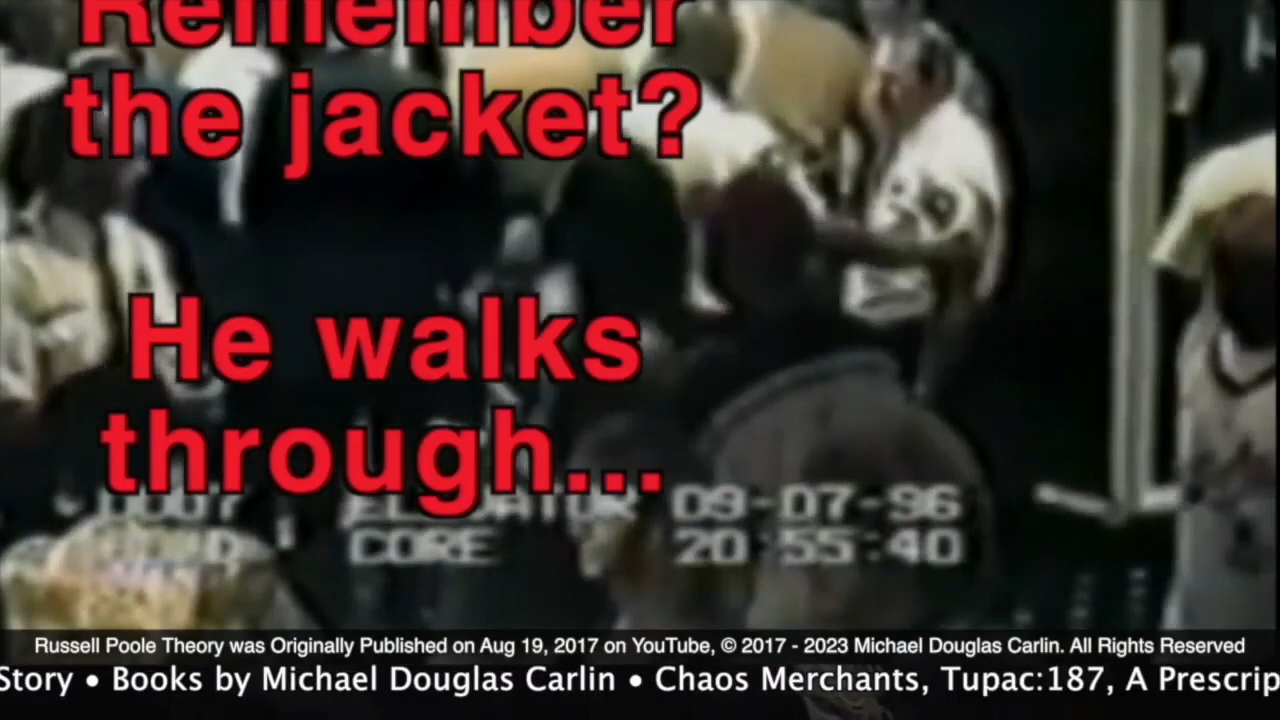 Remember
the jacket?
He walks
through...
ELEVATOR 09-07-96
CORE 20:55:40
Russell Poole Theory was Originally Published on Aug 19, 2017 on YouTube, © 2017 - 2023 Michael Douglas Carlin. All Rights Reserved
Story • Books by Michael Douglas Carlin • Chaos Merchants, Tupac:187, A Prescrip